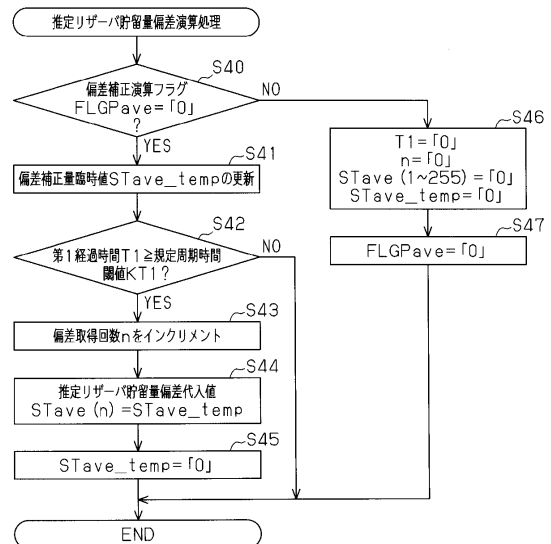 推定リザーバ貯留量偏差演算処理
S40
偏差補正演算フラグ
FLGPave=「0」
?
NO
YES
S41
偏差補正量臨時値STave_tempの更新
S42
第1経過時間T1≧規定周期時間
閾値KT1?
NO
YES
S43
偏差取得回数nをインクリメント
S44
推定リザーバ貯留量偏差代入値
STave(n)=STave_temp
S45
STave_temp=「0」
S46
T1=「0」
n=「0」
STave(1~255)=「0」
STave_temp=「0」
S47
FLGPave=「0」
END